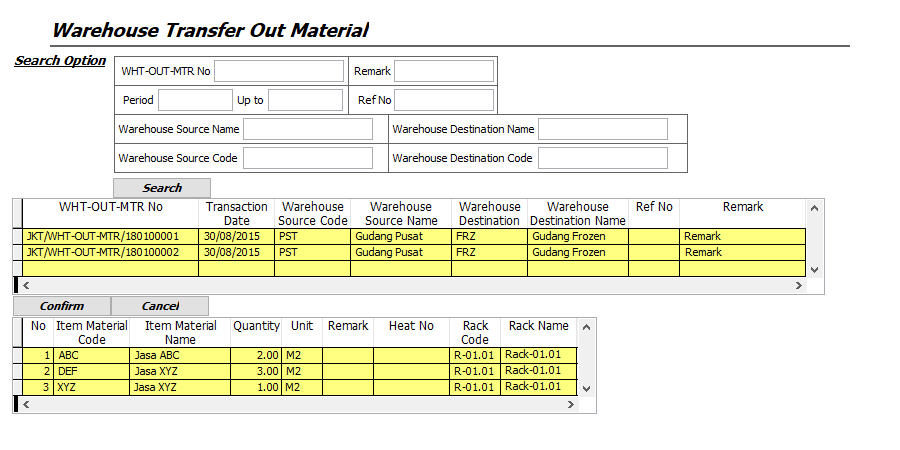 Warehouse Transfer Out Material
Search Option
WHT-OUT-MTR No Remark
Period Up to Ref No
Warehouse Source Name Warehouse Destination Name
Warehouse Source Code Warehouse Destination Code
Search
WHT-OUT-MTR No Transaction Date Warehouse Source Code Warehouse Source Name Warehouse Destination Warehouse Destination Name Ref No Remark
JKT/WHT-OUT-MTR/180100001 30/08/2015 PST Gudang Pusat FRZ Gudang Frozen Remark
JKT/WHT-OUT-MTR/180100002 30/08/2015 PST Gudang Pusat FRZ Gudang Frozen Remark
Confirm Cancel
No Item Material Code Item Material Name Quantity Unit Remark Heat No Rack Code Rack Name
1 ABC Jasa ABC 2.00 M2 R-01.01 Rack-01.01
2 DEF Jasa XYZ 3.00 M2 R-01.01 Rack-01.01
3 XYZ Jasa XYZ 1.00 M2 R-01.01 Rack-01.01